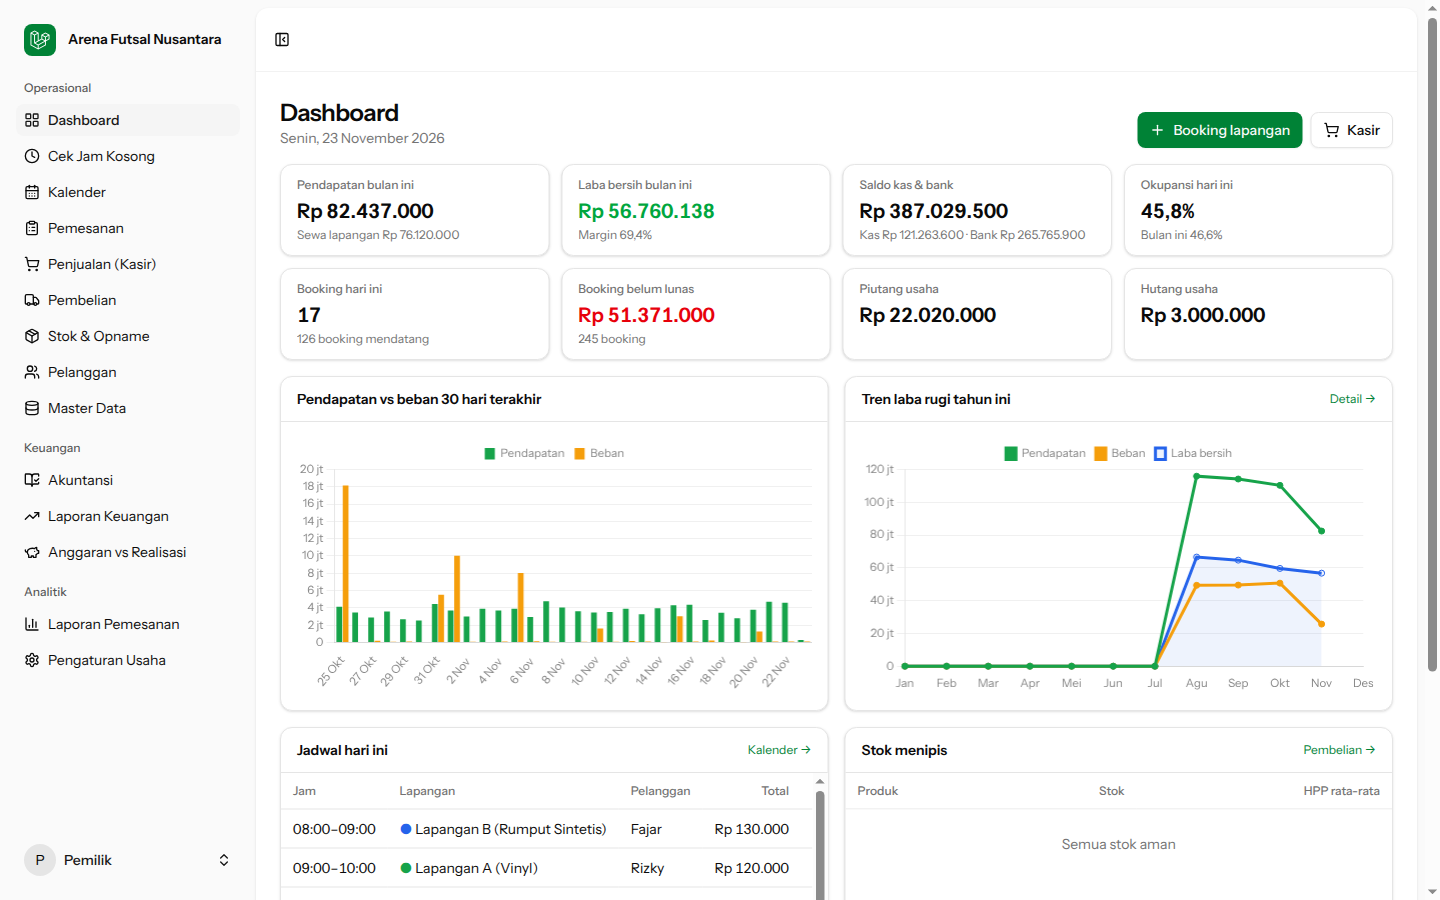 Arena Futsal Nusantara
Operasional
Dashboard
Cek Jam Kosong
Kalender
Pemesanan
Penjualan (Kasir)
Pembelian
Stok & Opname
Pelanggan
Master Data
Keuangan
Akuntansi
Laporan Keuangan
Anggaran vs Realisasi
Analitik
Laporan Pemesanan
Pengaturan Usaha
P Pemilik
Dashboard
Senin, 23 November 2026
Booking lapangan
Kasir
Pendapatan bulan ini
Rp 82.437.000
Sewa lapangan Rp 76.120.000
Laba bersih bulan ini
Rp 56.760.138
Margin 69,4%
Saldo kas & bank
Rp 387.029.500
Kas Rp 121.263.600 · Bank Rp 265.765.900
Okupansi hari ini
45,8%
Bulan ini 46,6%
Booking hari ini
17
126 booking mendatang
Booking belum lunas
Rp 51.371.000
245 booking
Piutang usaha
Rp 22.020.000
Hutang usaha
Rp 3.000.000
Pendapatan vs beban 30 hari terakhir
Pendapatan Beban
20 jt
18 jt
16 jt
14 jt
12 jt
10 jt
8 jt
6 jt
4 jt
2 jt
0
25 Okt 27 Okt 29 Okt 31 Okt 2 Nov 4 Nov 6 Nov 8 Nov 10 Nov 12 Nov 14 Nov 16 Nov 18 Nov 20 Nov 22 Nov
Tren laba rugi tahun ini
Detail →
Pendapatan Beban Laba bersih
120 jt
100 jt
80 jt
60 jt
40 jt
20 jt
0
Jan Feb Mar Apr Mei Jun Jul Agu Sep Okt Nov Des
Jadwal hari ini
Kalender →
Jam Lapangan Pelanggan Total
08:00–09:00 Lapangan B (Rumput Sintetis) Fajar Rp 130.000
09:00–10:00 Lapangan A (Vinyl) Rizky Rp 120.000
Stok menipis
Pembelian →
Produk Stok HPP rata-rata
Semua stok aman